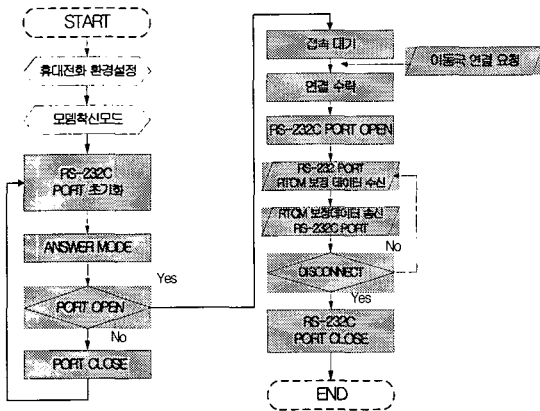 START
휴대전화 환경설정
모뎀착신모드
RS-232C
PORT 초기화
ANSWER MODE
Yes
PORT OPEN
No
PORT CLOSE
접속 대기
이동국 연결 요청
연결 수락
RS-232C PORT OPEN
RS-232 PORT
RTCM 보정 데이터 수신
RTCM 보정데이터 송신
RS-232C PORT
No
DISCONNECT
Yes
RS-232C
PORT CLOSE
END